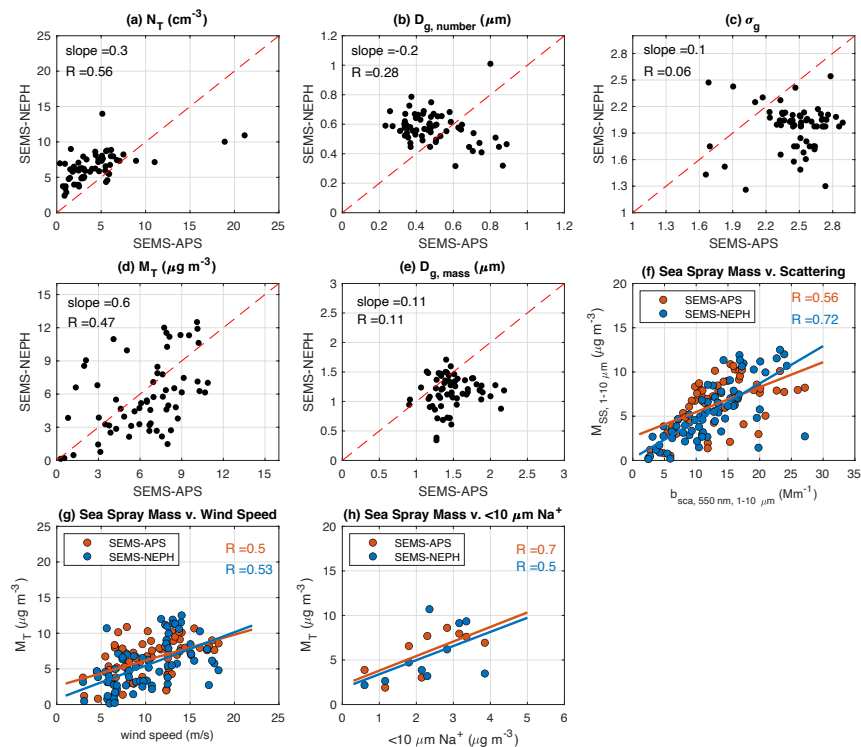 (a) N_T (cm⁻³)
slope =0.3
R =0.56
25
20
15
10
5
0
0 5 10 15 20 25
SEMS-NEPH
SEMS-APS
(b) D_g, number (μm)
slope =-0.2
R =0.28
1.2
1
0.8
0.6
0.4
0.2
0
0 0.2 0.4 0.6 0.8 1 1.2
SEMS-NEPH
SEMS-APS
(c) σ_g
slope =0.1
R =0.06
2.8
2.5
2.2
1.9
1.6
1.3
1
1 1.3 1.6 1.9 2.2 2.5 2.8
SEMS-NEPH
SEMS-APS
(d) M_T (μg m⁻³)
slope =0.6
R =0.47
15
12
9
6
3
0
0 3 6 9 12 15
SEMS-NEPH
SEMS-APS
(e) D_g, mass (μm)
slope =0.11
R =0.11
3
2.5
2
1.5
1
0.5
0
0 0.5 1 1.5 2 2.5 3
SEMS-NEPH
SEMS-APS
(f) Sea Spray Mass v. Scattering
SEMS-APS
SEMS-NEPH
R =0.56
R =0.72
20
15
10
5
0
0 5 10 15 20 25 30 35
M_SS, 1-10 μm (μg m⁻³)
b_sca, 550 nm, 1-10 μm (Mm⁻¹)
(g) Sea Spray Mass v. Wind Speed
SEMS-APS
SEMS-NEPH
R =0.5
R =0.53
25
20
15
10
5
0
0 5 10 15 20 25
M_T (μg m⁻³)
wind speed (m/s)
(h) Sea Spray Mass v. <10 μm Na⁺
SEMS-APS
SEMS-NEPH
R =0.7
R =0.5
25
20
15
10
5
0
0 1 2 3 4 5 6
M_T (μg m⁻³)
<10 μm Na⁺ (μg m⁻³)